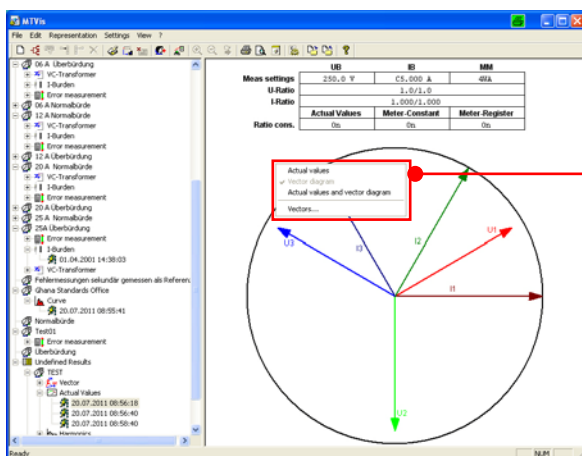 MTVis
File Edit Representation Settings View ?
06 A Überbürdung
VC-Transformer
I-Burden
Error measurement
06 A Normalbürde
12 A Normalbürde
VC-Transformer
I-Burden
Error measurement
12 A Überbürdung
20 A Normalbürde
VC-Transformer
I-Burden
Error measurement
20 A Überbürdung
25 A Normalbürde
25A Überbürdung
Error measurement
I-Burden
01.04.2001 14:38:03
VC-Transformer
Fehlermessungen sekundär gemessen als Referen
Ghana Standards Office
Curve
20.07.2011 08:55:41
Normalbürde
Test01
Error measurement
Überbürdung
Undefined Results
TEST
Vector
Actual Values
20.07.2011 08:56:18
20.07.2011 08:56:40
20.07.2011 08:58:40
Harmonics
UB IB MM
Meas settings 250.0 V C5.000 A 4WA
U-Ratio 1.0/1.0
I-Ratio 1.000/1.000
Actual Values Meter-Constant Meter-Register
Ratio cons. On On On
Actual values
Vector diagram
Actual values and vector diagram
Vectors...
U3
I3
I2
U1
I1
U2
Ready
NUM